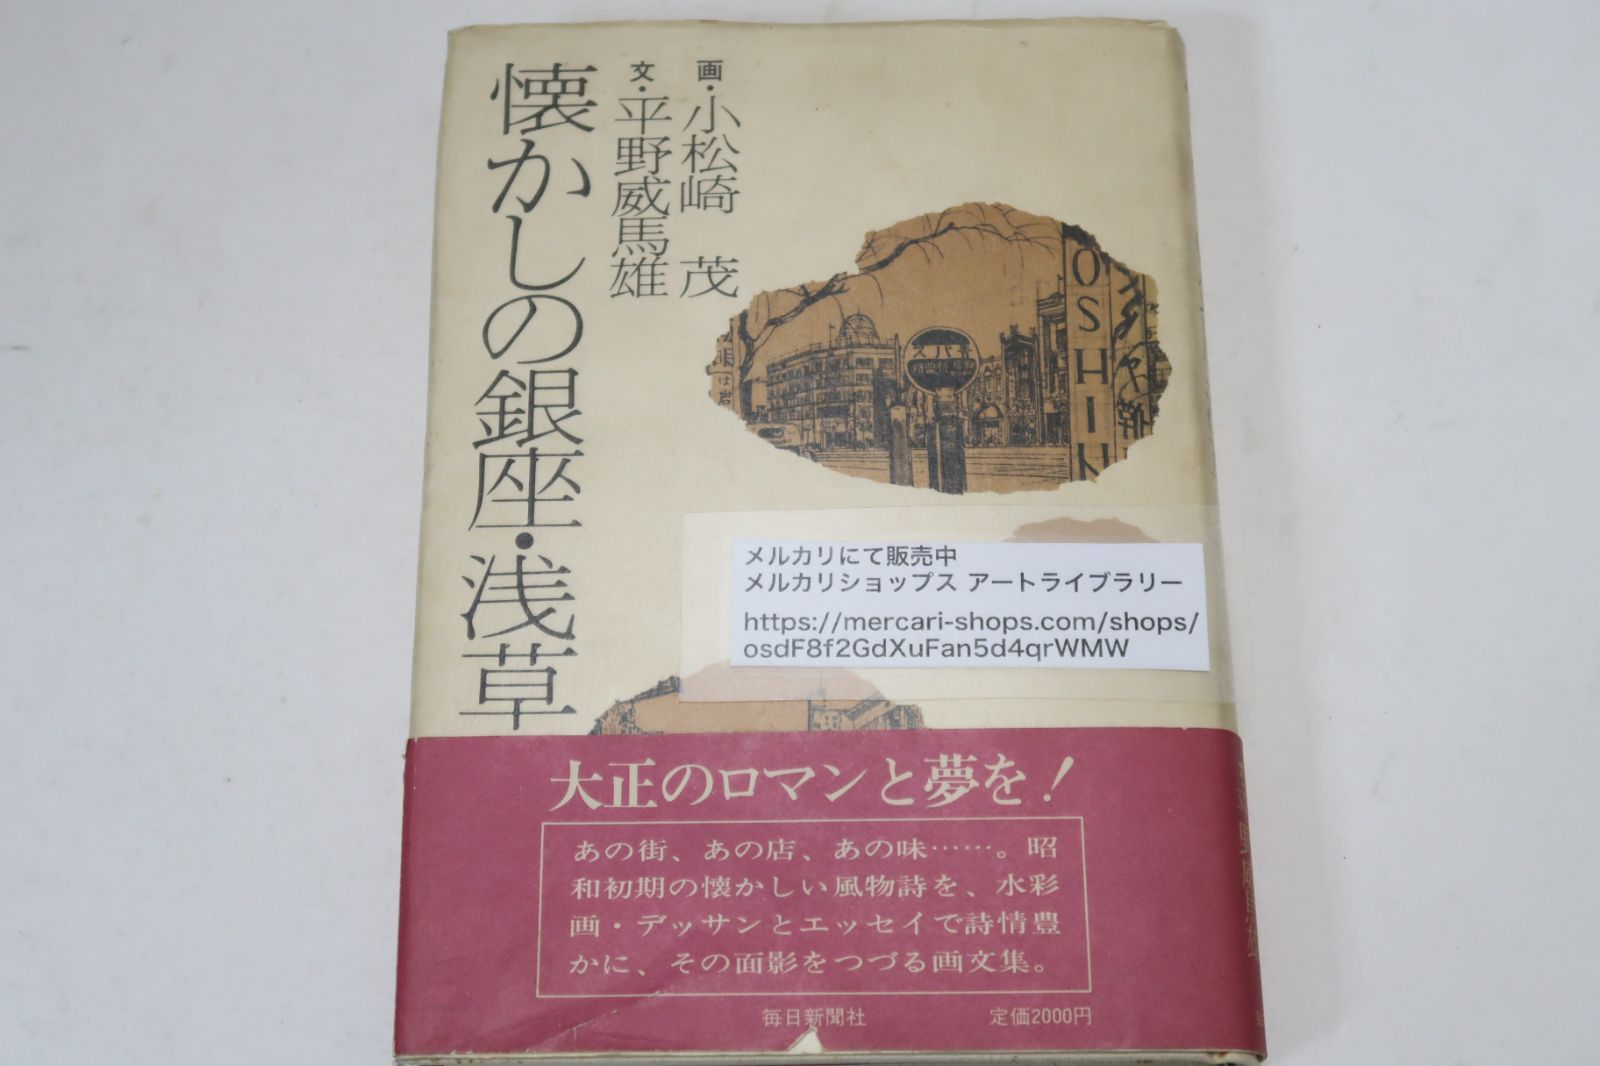 画・小松崎 茂
文・平野威馬雄
懐かしの銀座・浅草
OSHIN
スバ
メルカリにて販売中
メルカリショップス アートライブラリー
https://mercari-shops.com/shops/
osdF8f2GdXuFan5d4qrWMW
大正のロマンと夢を!
あの街、あの店、あの味……。昭
和初期の懐かしい風物詩を、水彩
画・デッサンとエッセイで詩情豊
かに、その面影をつづる画文集。
毎日新聞社
定価2000円